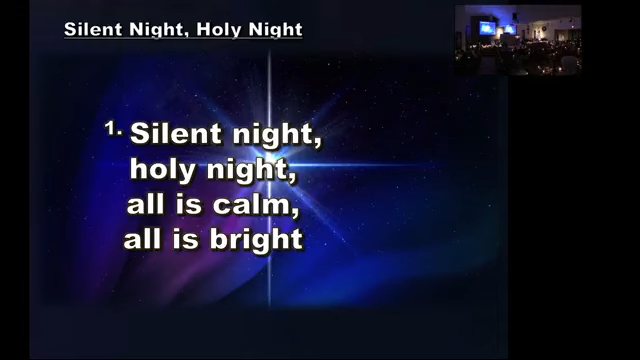 Silent Night, Holy Night
1. Silent night,
holy night,
all is calm,
all is bright